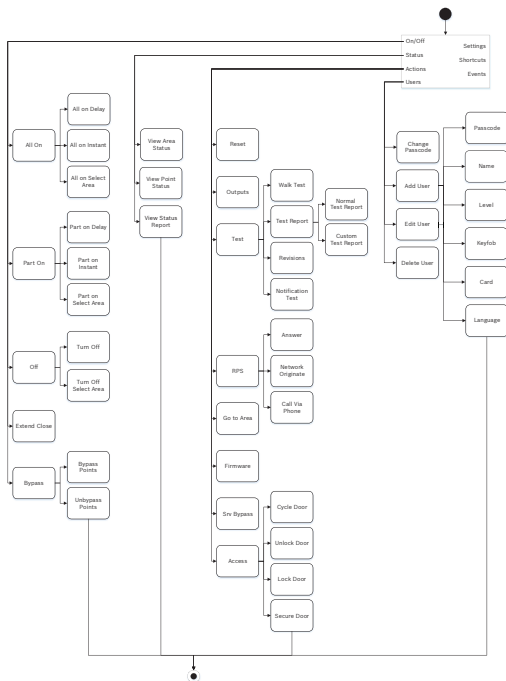 On/Off
Status
Actions
Users
Settings
Shortcuts
Events
All On
All on Delay
All on Instant
All on Select
Area
Part On
Part on Delay
Part on
Instant
Part on
Select Area
Off
Turn Off
Turn Off
Select Area
Extend Close
Bypass
Bypass
Points
Unbypass
Points
View Area
Status
View Point
Status
View Status
Report
Reset
Outputs
Test
Walk Test
Test Report
Revisions
Notification
Test
Normal
Test Report
Custom
Test Report
RPS
Answer
Network
Originate
Call Via
Phone
Go to Area
Firmware
Srv Bypass
Access
Cycle Door
Unlock Door
Lock Door
Secure Door
Change
Passcode
Add User
Edit User
Delete User
Passcode
Name
Level
Keyfob
Card
Language